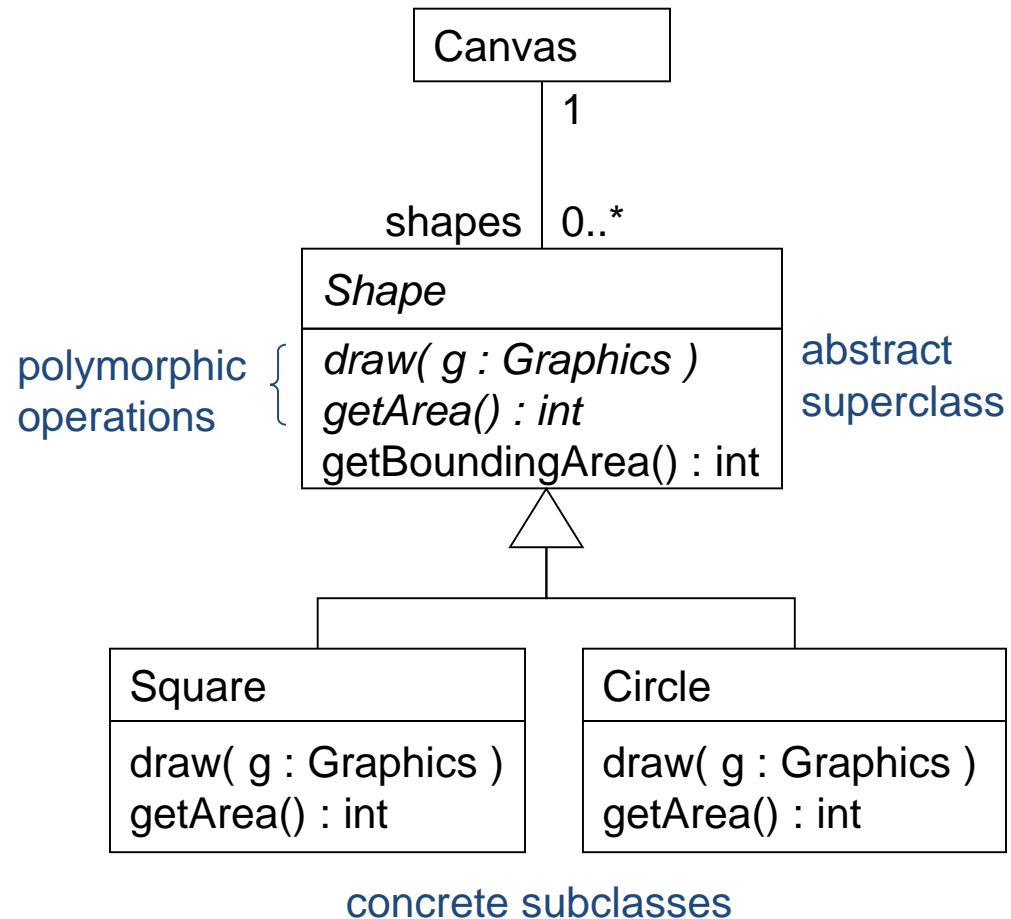 Canvas
1
shapes 0..*
Shape
polymorphic
operations
draw( g : Graphics )
getArea() : int
getBoundingArea() : int
abstract
superclass
Square
draw( g : Graphics )
getArea() : int
Circle
draw( g : Graphics )
getArea() : int
concrete subclasses